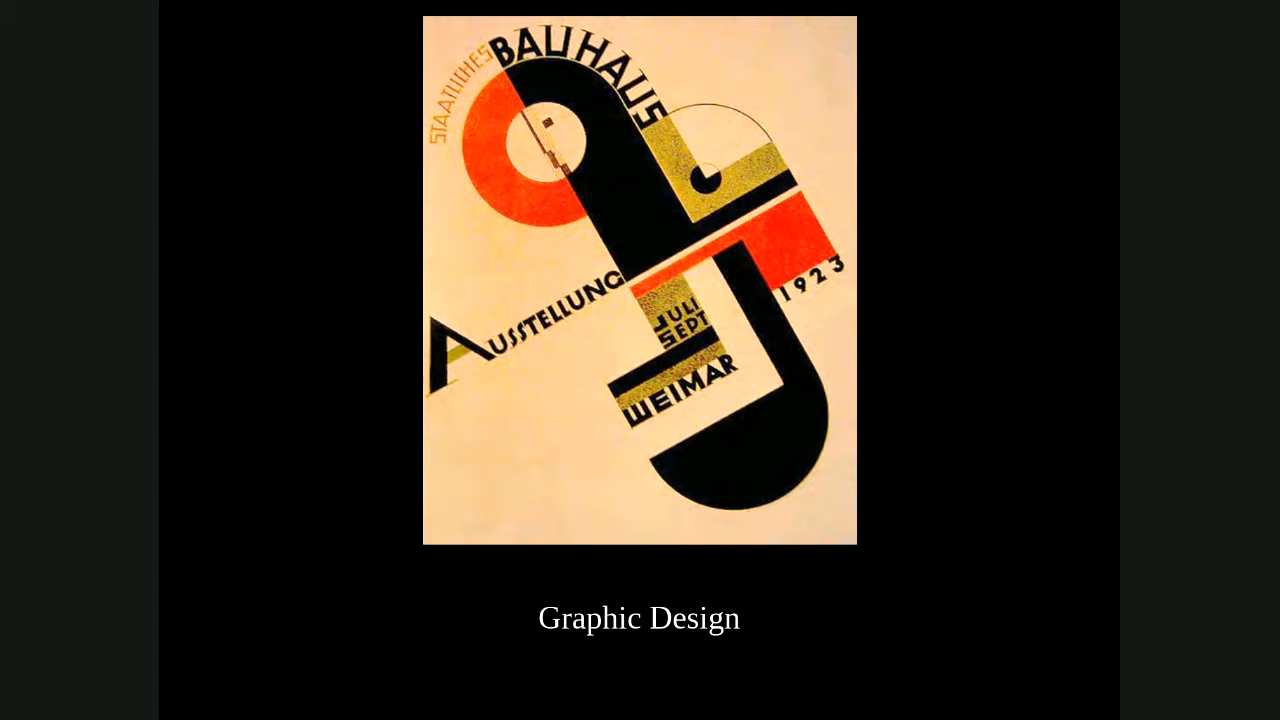 STAATLICHES BAUHAUS
AUSSTELLUNG
1923
JULI
SEPT
WEIMAR
Graphic Design